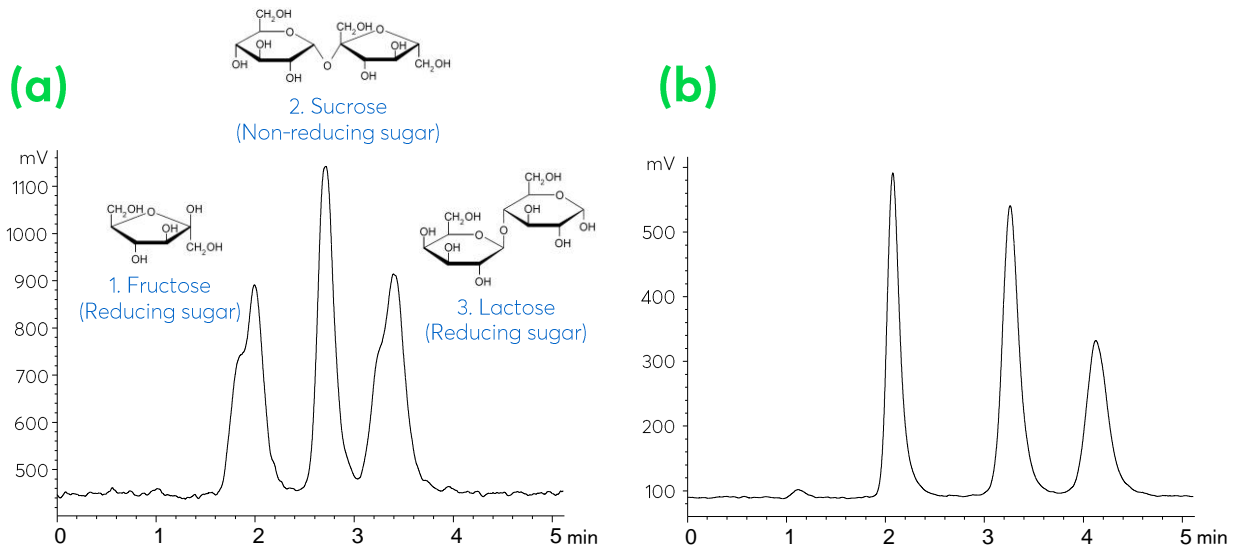 (a)
CH2OH
O
OH
OH
OH
O
CH2OH
O
OH
OH
CH2OH
2. Sucrose
(Non-reducing sugar)
mV
1100
1000
900
800
700
600
500
CH2OH
O
OH
OH
OH
CH2OH
1. Fructose
(Reducing sugar)
CH2OH
O
OH
OH
OH
O
CH2OH
OH
O
OH
OH
3. Lactose
(Reducing sugar)
0 1 2 3 4 5 min
(b)
mV
500
400
300
200
100
0 1 2 3 4 5 min